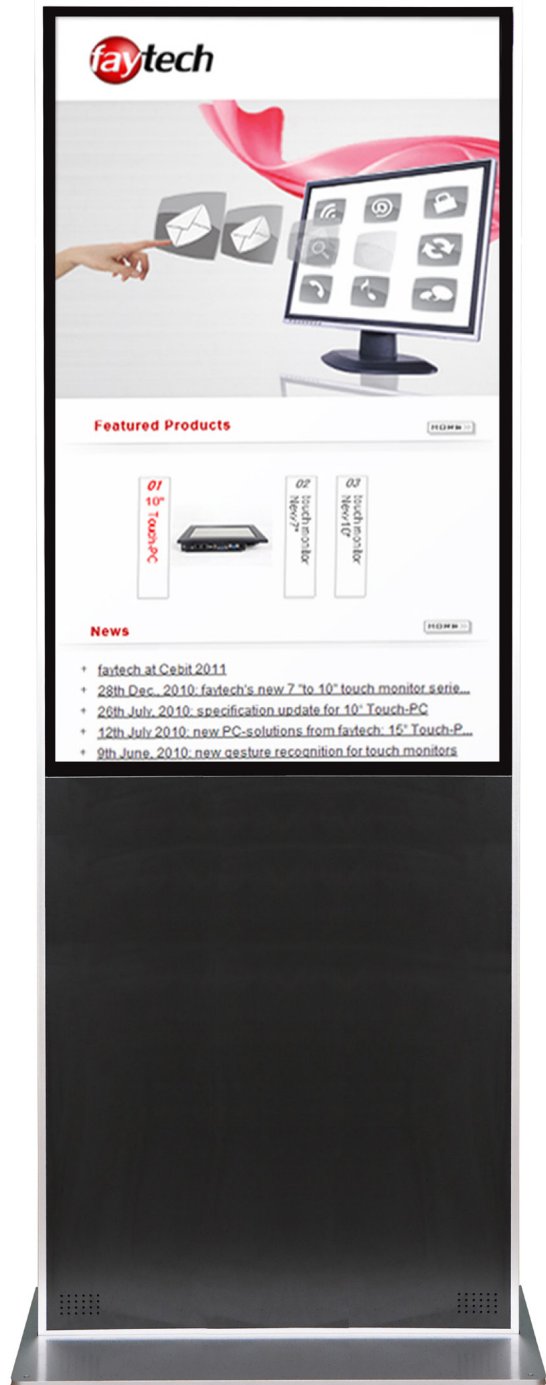 faytech
Featured Products
MORE
01
10" Touch-PC
02
touch monitor
New7"
03
touch monitor
New10"
News
MORE
+ faytech at Cebit 2011
+ 28th Dec., 2010: faytech's new 7 "to 10" touch monitor serie...
+ 26th July, 2010: specification update for 10" Touch-PC
+ 12th July 2010: new PC-solutions from faytech: 15" Touch-P...
+ 9th June, 2010: new gesture recognition for touch monitors